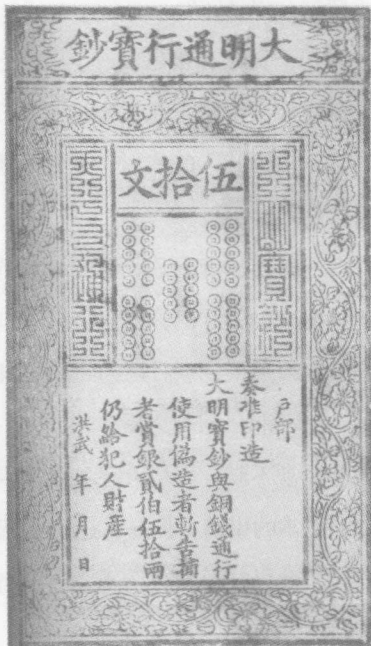 大明通行寶鈔
伍拾文
戶部
奏准印造
大明寶鈔與銅錢通行
使用偽造者斬告捕
者賞銀貳伯伍拾兩
仍給犯人財產
洪武 年 月 日